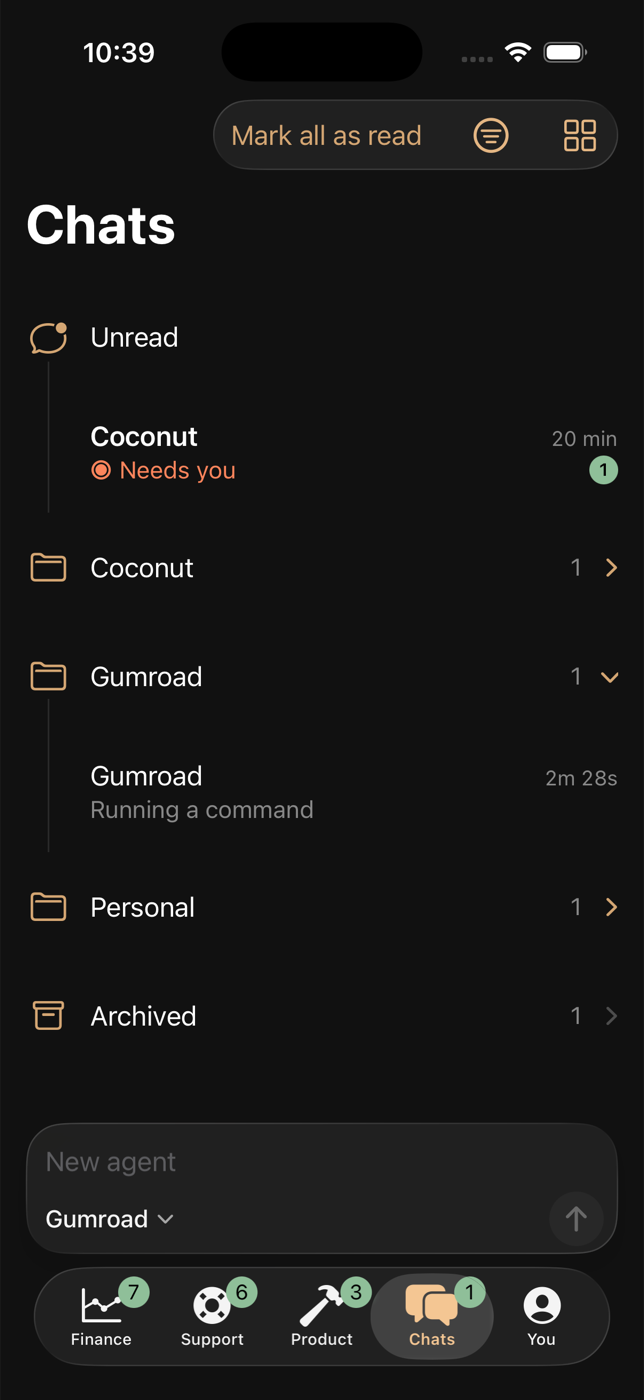 10:39
Mark all as read
Chats
Unread
Coconut
20 min
Needs you
1
Coconut
1
Gumroad
1
Gumroad
2m 28s
Running a command
Personal
1
Archived
1
New agent
Gumroad
7
6
3
1
Finance
Support
Product
Chats
You